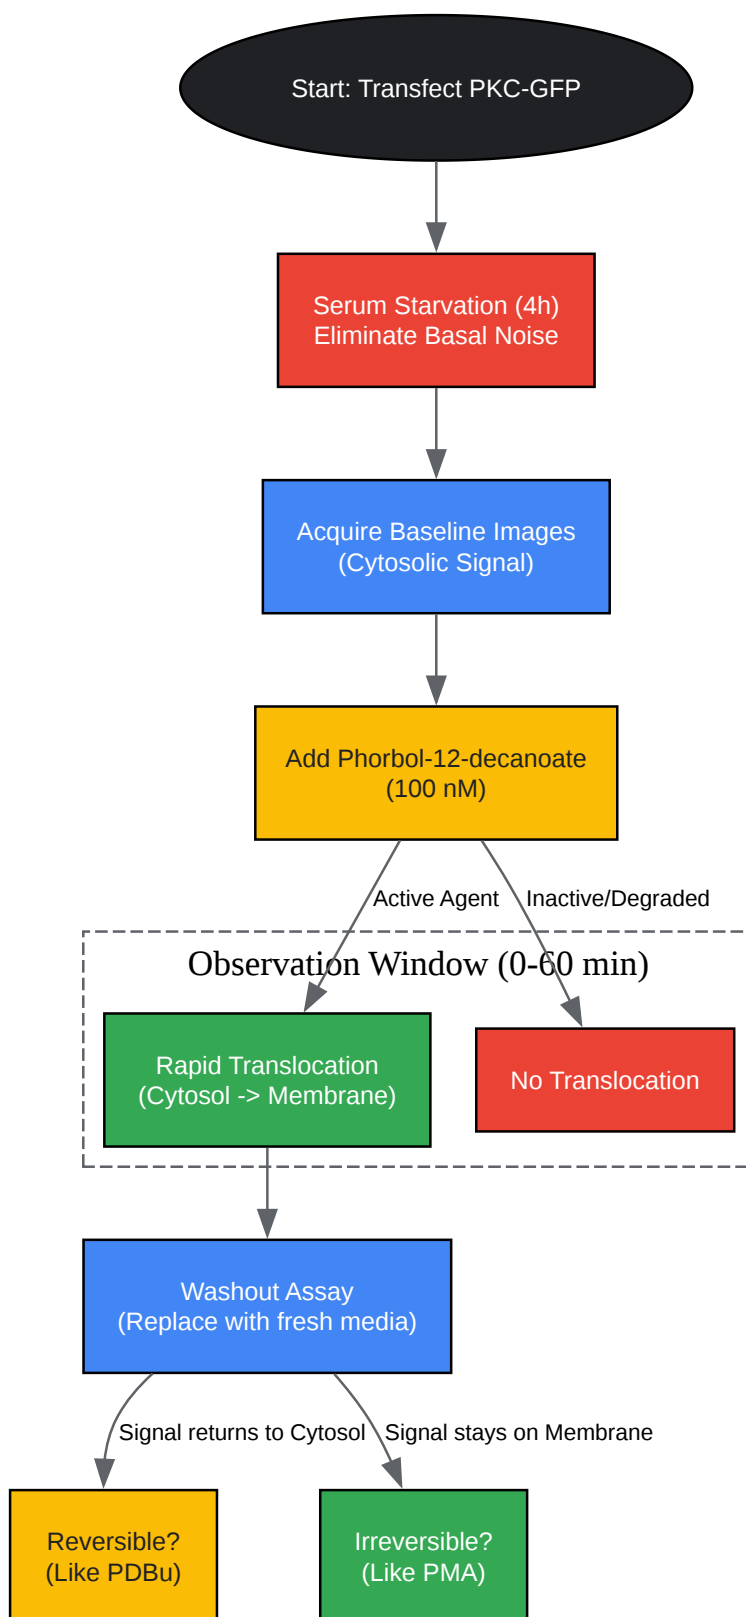 Start: Transfect PKC-GFP
Serum Starvation (4h)
Eliminate Basal Noise
Acquire Baseline Images
(Cytosolic Signal)
Add Phorbol-12-decanoate
(100 nM)
Active Agent
Inactive/Degraded
Observation Window (0-60 min)
Rapid Translocation
(Cytosol -> Membrane)
No Translocation
Washout Assay
(Replace with fresh media)
Signal returns to Cytosol
Signal stays on Membrane
Reversible?
(Like PDBu)
Irreversible?
(Like PMA)